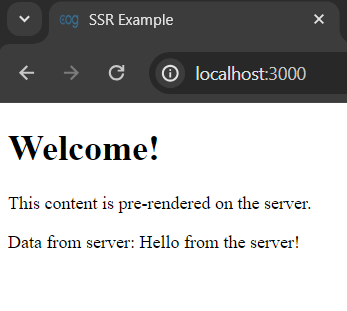 cog SSR Example
localhost:3000
Welcome!
This content is pre-rendered on the server.
Data from server: Hello from the server!